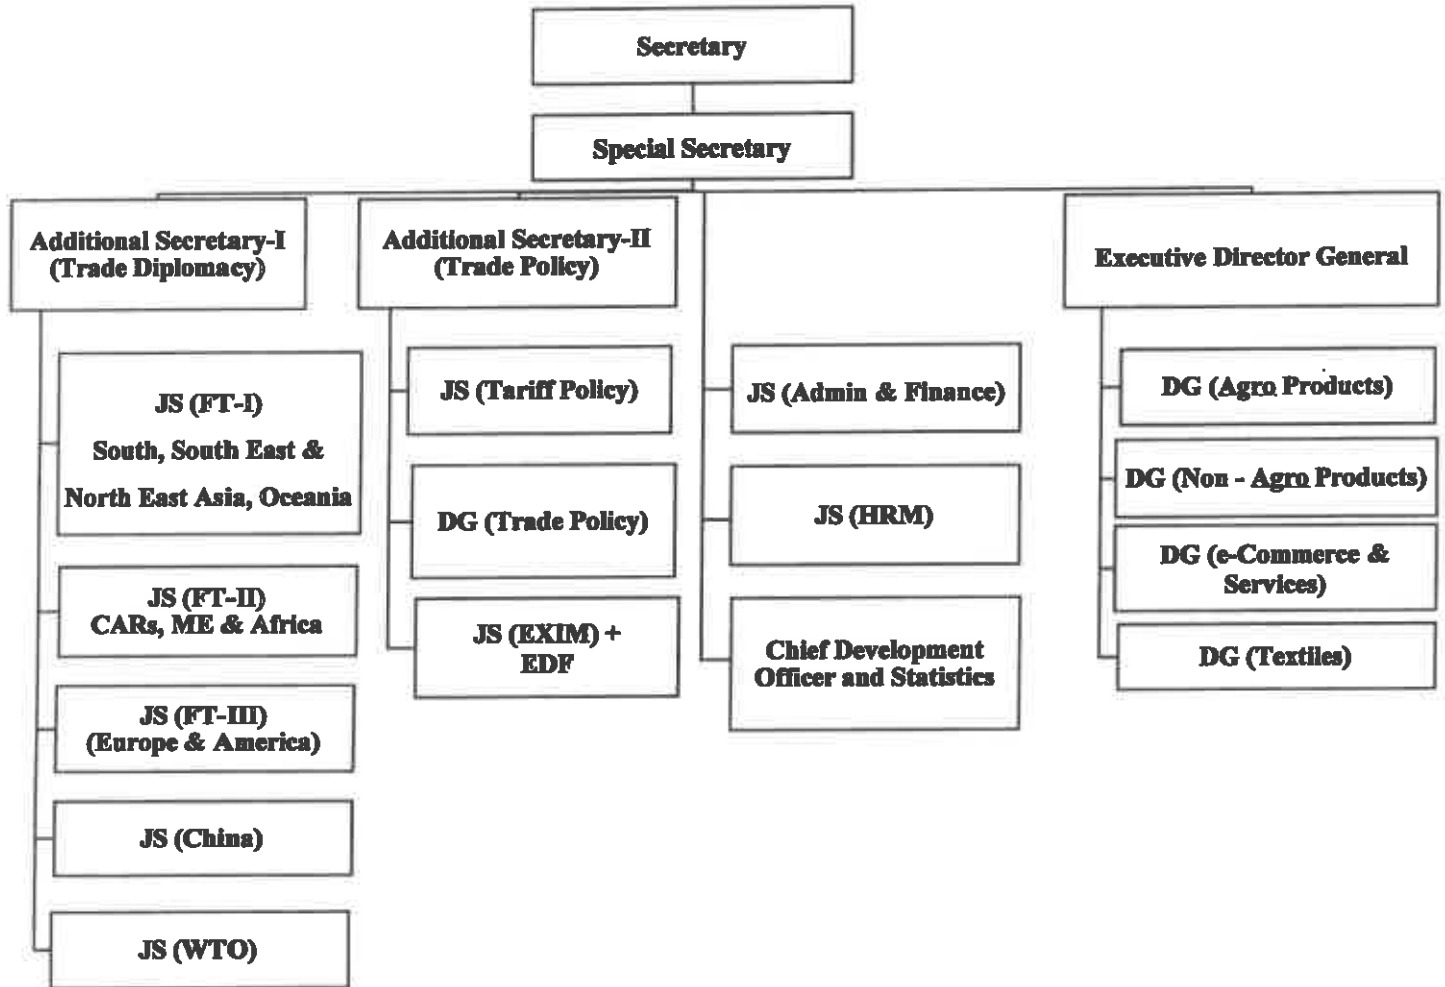 Secretary
Special Secretary
Additional Secretary-I
(Trade Diplomacy)
Additional Secretary-II
(Trade Policy)
Executive Director General
JS (FT-I)
South, South East &
North East Asia, Oceania
JS (FT-II)
CARs, ME & Africa
JS (FT-III)
(Europe & America)
JS (China)
JS (WTO)
JS (Tariff Policy)
DG (Trade Policy)
JS (EXIM) +
EDF
JS (Admin & Finance)
JS (HRM)
Chief Development
Officer and Statistics
DG (Agro Products)
DG (Non - Agro Products)
DG (e-Commerce &
Services)
DG (Textiles)